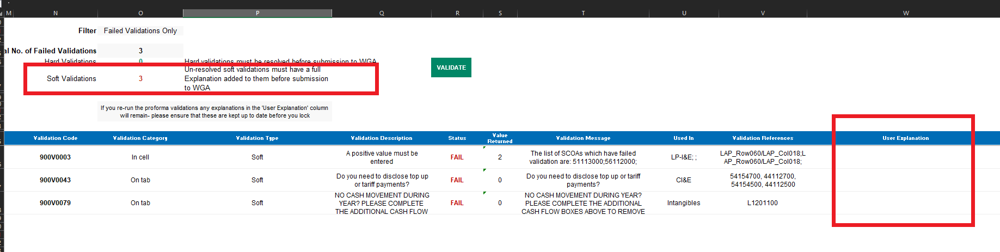 M N O P Q R S T U V W
Filter Failed Validations Only
al No. of Failed Validations 3
Hard Validations 0 Hard validations must be resolved before submission to WGA
Un-resolved soft validations must have a full
Soft Validations 3 Explanation added to them before submission
to WGA
VALIDATE
If you re-run the proforma validations any explanations in the 'User Explanation' column
will remain- please ensure that these are kept up to date before you lock
Validation Code Validation Category Validation Type Validation Description Status Value Returned Validation Message Used In Validation References User Explanation
900V0003 In cell Soft A positive value must be entered FAIL 2 The list of SCOAs which have failed validation are: 51113000;56112000; LP-I&E; ; LAP_Row060/LAP_Col018;LAP_Row060/LAP_Col018;
900V0043 On tab Soft Do you need to disclose top up or tariff payments? FAIL 0 Do you need to disclose top up or tariff payments? CI&E 54154700, 44112700, 54154500, 44112500
900V0079 On tab Soft NO CASH MOVEMENT DURING YEAR? PLEASE COMPLETE THE ADDITIONAL CASH FLOW FAIL 0 NO CASH MOVEMENT DURING YEAR? PLEASE COMPLETE THE ADDITIONAL CASH FLOW BOXES ABOVE TO REMOVE Intangibles L1201100